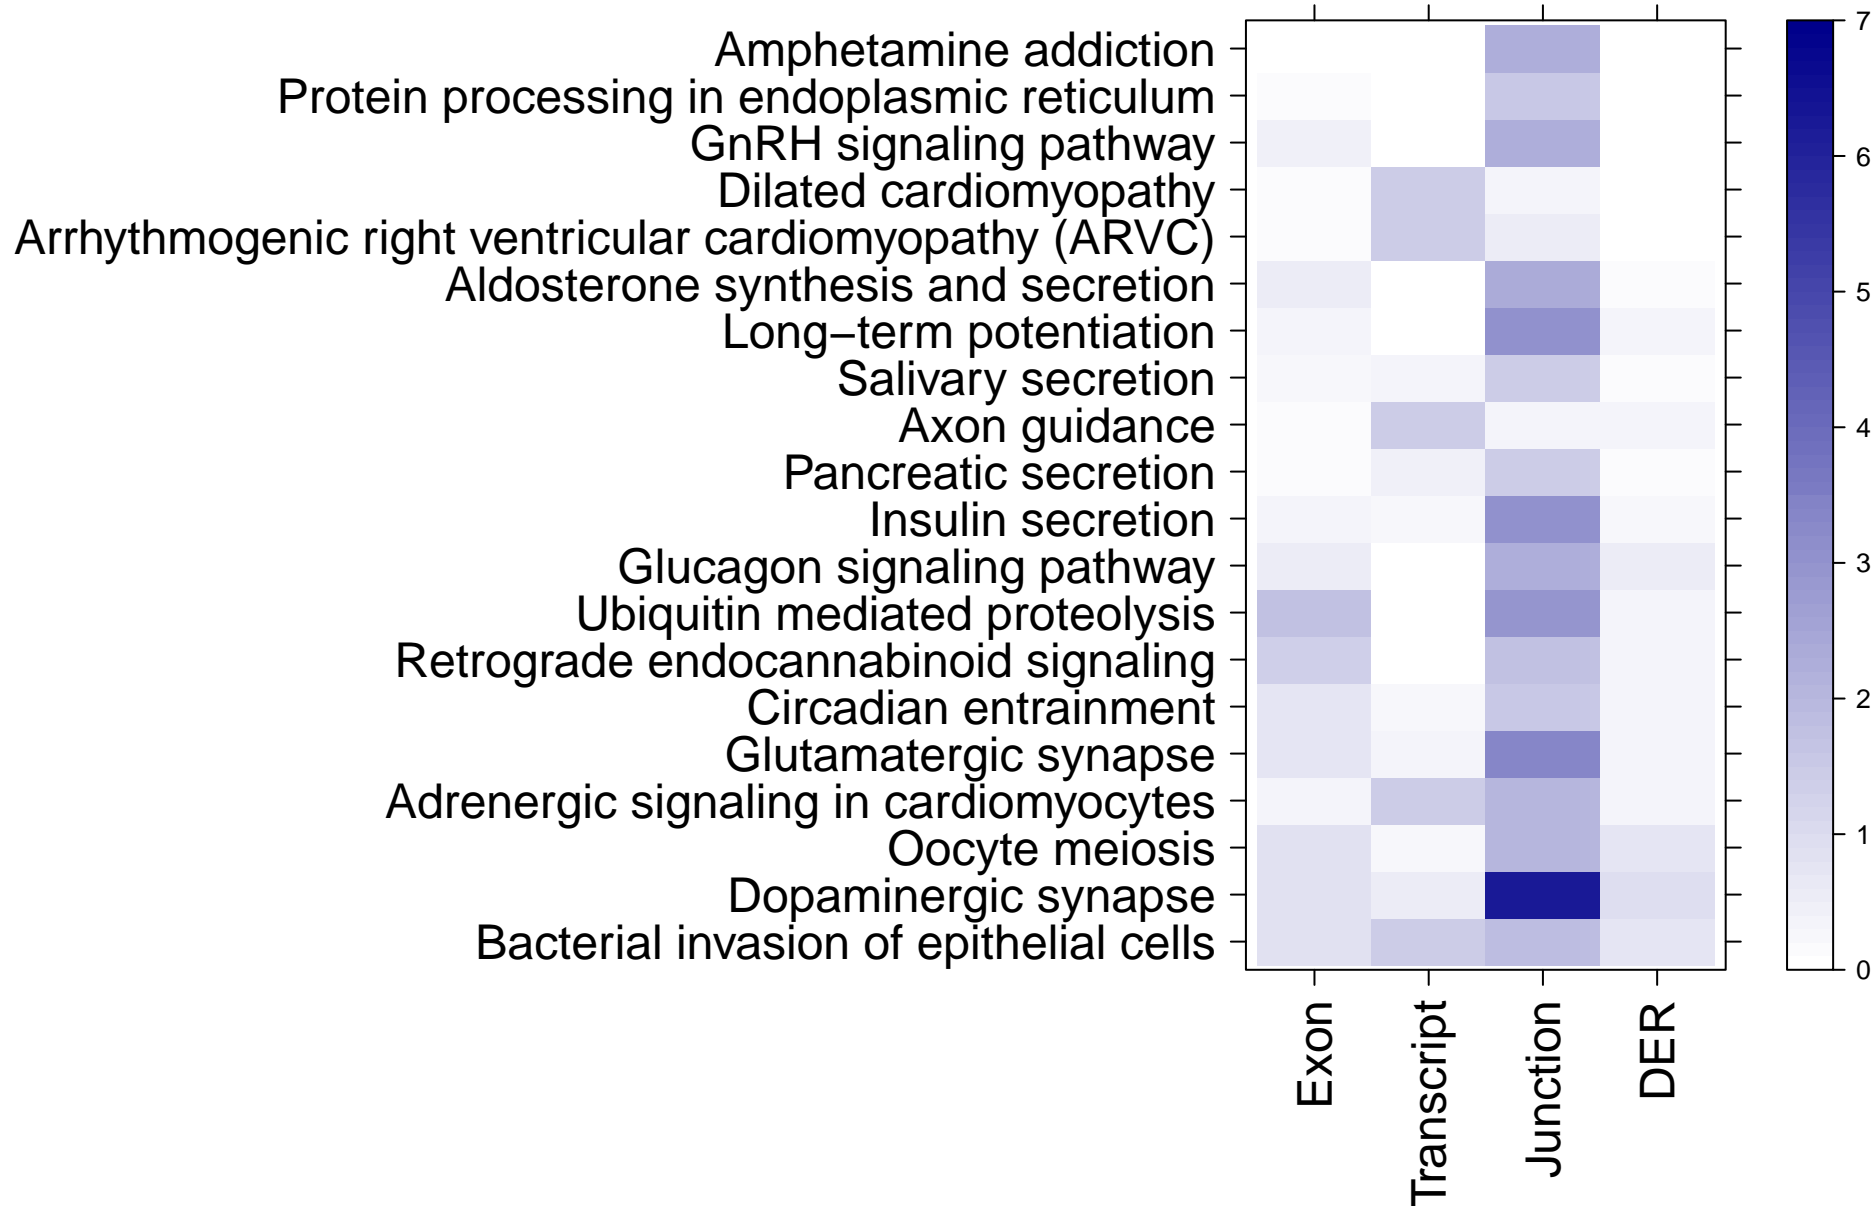 Amphetamine addiction
Protein processing in endoplasmic reticulum
GnRH signaling pathway
Dilated cardiomyopathy
Arrhythmogenic right ventricular cardiomyopathy (ARVC)
Aldosterone synthesis and secretion
Long−term potentiation
Salivary secretion
Axon guidance
Pancreatic secretion
Insulin secretion
Glucagon signaling pathway
Ubiquitin mediated proteolysis
Retrograde endocannabinoid signaling
Circadian entrainment
Glutamatergic synapse
Adrenergic signaling in cardiomyocytes
Oocyte meiosis
Dopaminergic synapse
Bacterial invasion of epithelial cells
Exon
Transcript
Junction
DER
7
6
5
4
3
2
1
0